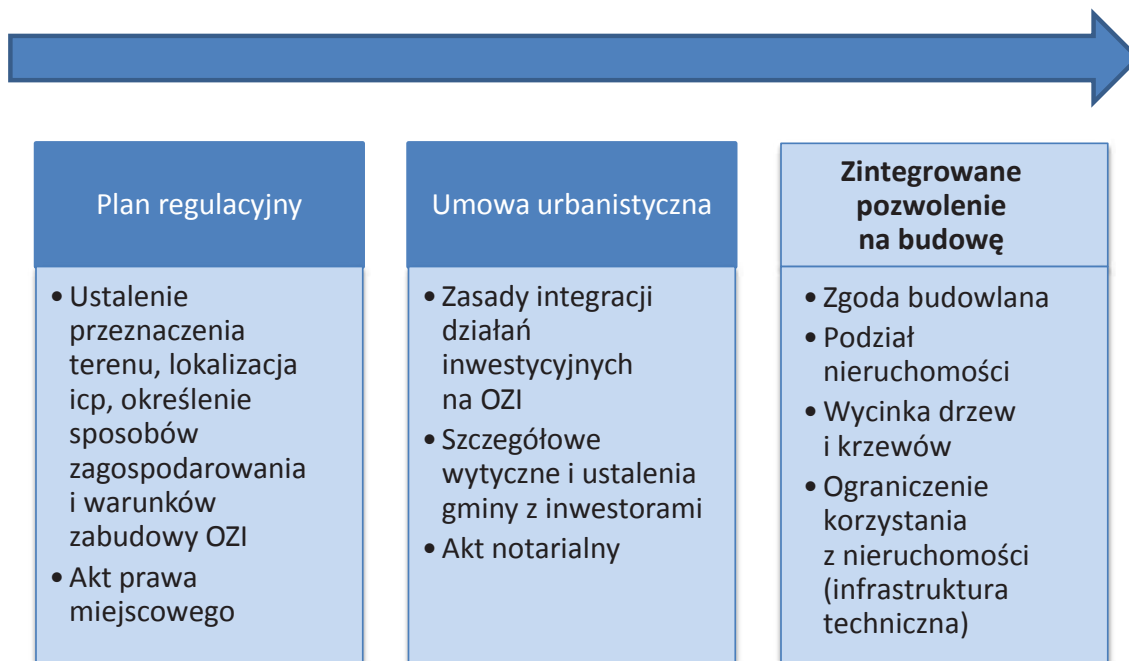 Plan regulacyjny
• Ustalenie
przeznaczenia
terenu, lokalizacja
icp, określenie
sposobów
zagospodarowania
i warunków
zabudowy OZI
• Akt prawa
miejscowego
Umowa urbanistyczna
• Zasady integracji
działań
inwestycyjnych
na OZI
• Szczegółowe
wytyczne i ustalenia
gminy z inwestorami
• Akt notarialny
Zintegrowane
pozwolenie
na budowę
• Zgoda budowlana
• Podział
nieruchomości
• Wycinka drzew
i krzewów
• Ograniczenie
korzystania
z nieruchomości
(infrastruktura
techniczna)